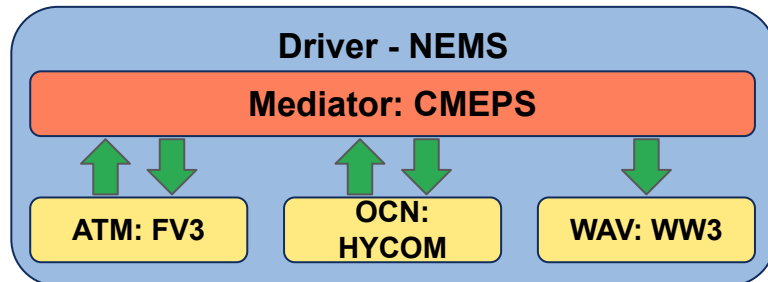 Driver - NEMS
Mediator: CMEPS
ATM: FV3
OCN:
HYCOM
WAV: WW3